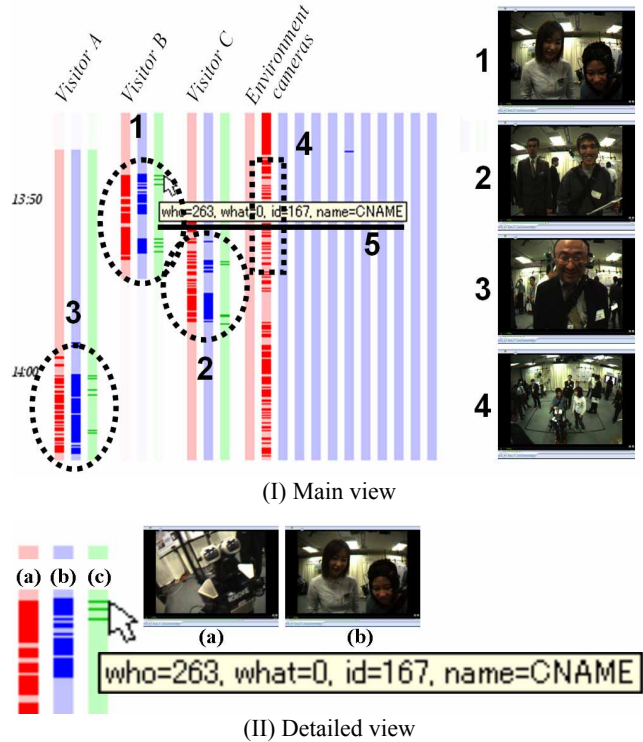 Visitor A
Visitor B
Visitor C
Environment
cameras
1
4
13:50
who=263, what=0, id=167, name=CNAME
5
3
2
14:00
1
2
3
4
(I) Main view
(a) (b) (c)
(a) (b)
who=263, what=0, id=167, name=CNAME
(II) Detailed view